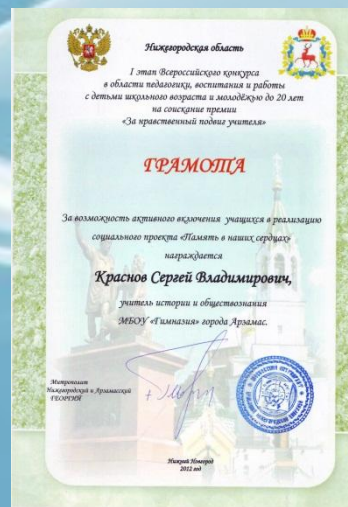 Нижегородская область
I этап Всероссийского конкурса
в области педагогики, воспитания и работы
с детьми школьного возраста и молодёжью до 20 лет
на соискание премии
«За нравственный подвиг учителя»
ГРАМОТА
За возможность активного включения учащихся в реализацию
социального проекта «Память в наших сердцах»
награждается
Краснов Сергей Владимирович,
учитель истории и обществознания
МБОУ «Гимназия» города Арзамас.
Митрополит
Нижегородский и Арзамасский
ГЕОРГИЙ
Нижний Новгород
2012 год